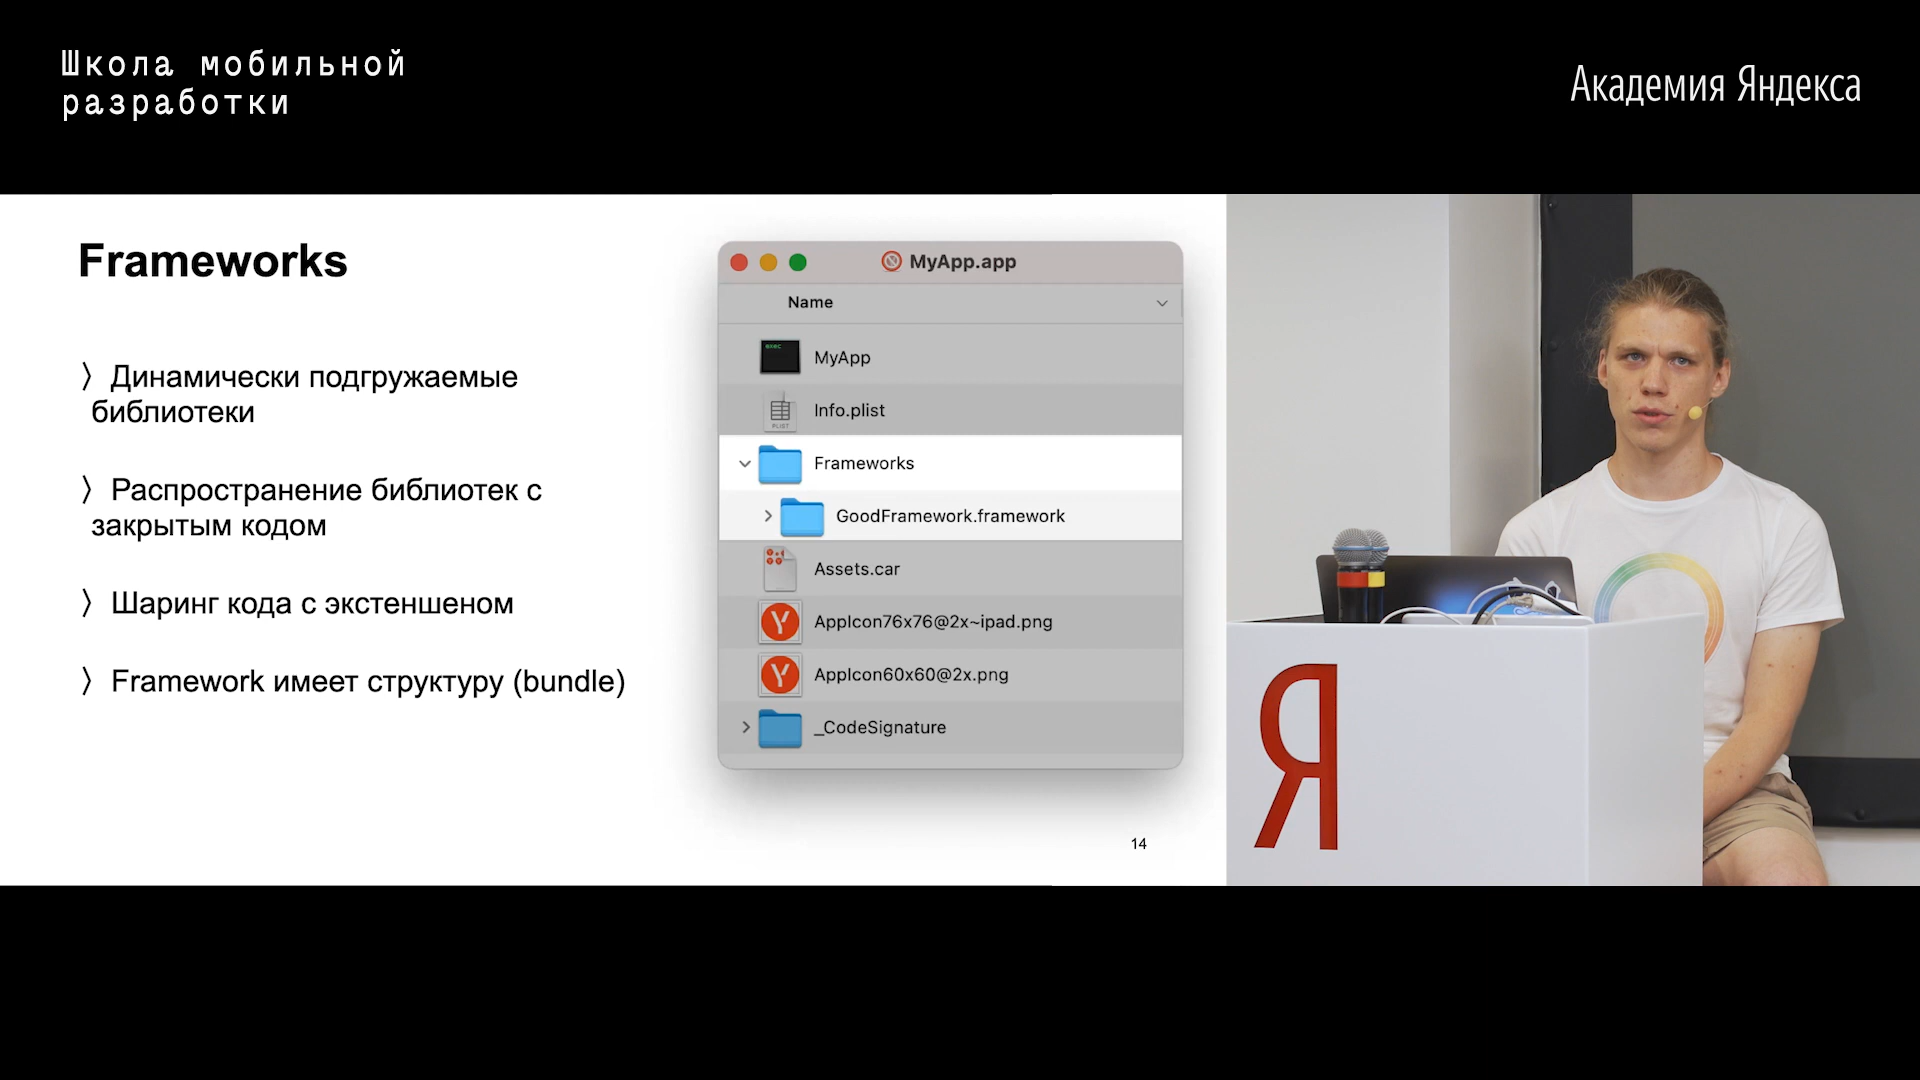 Школа мобильной
разработки
Академия Яндекса
Frameworks
〉Динамически подгружаемые
библиотеки
〉Распространение библиотек с
закрытым кодом
〉Шаринг кода с экстеншеном
〉Framework имеет структуру (bundle)
MyApp.app
Name
exec
MyApp
PLIST
Info.plist
Frameworks
GoodFramework.framework
Assets.car
AppIcon76x76@2x~ipad.png
AppIcon60x60@2x.png
_CodeSignature
14
Я